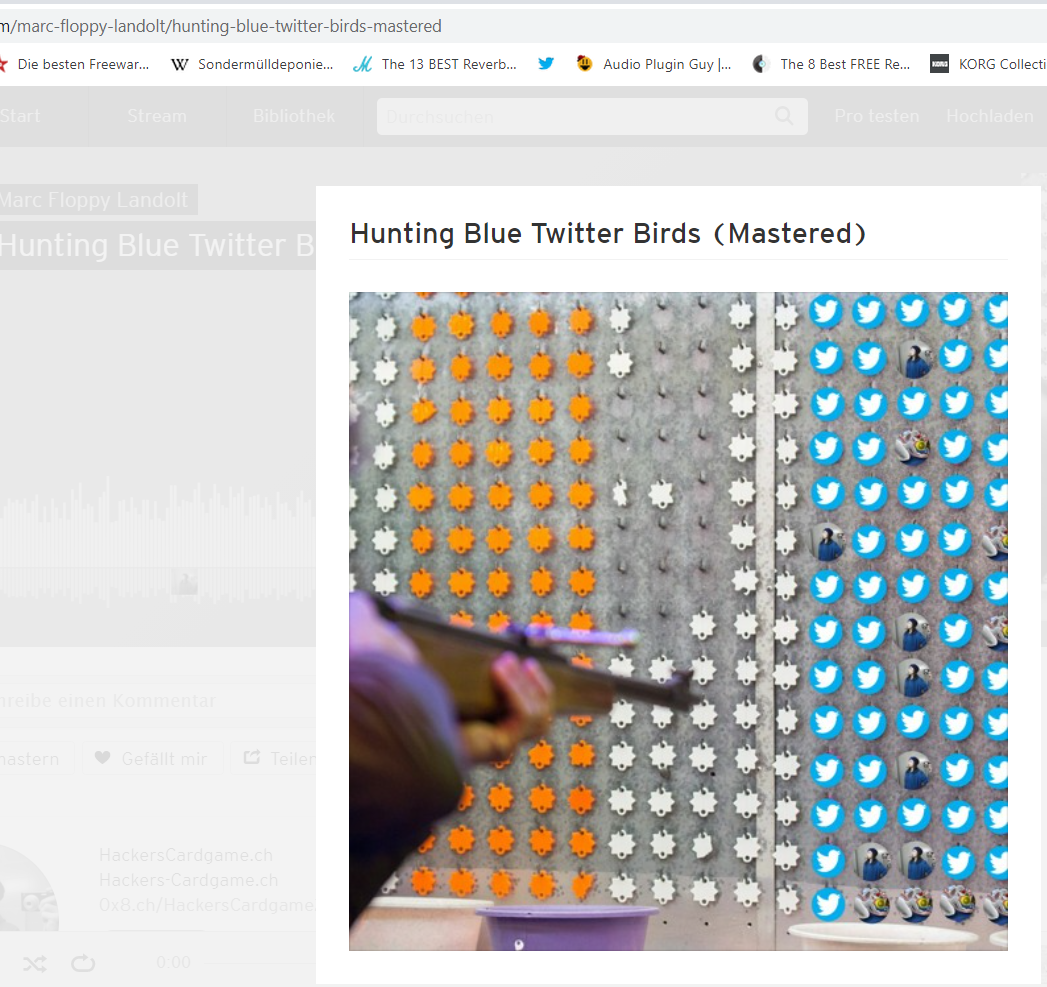 m/marc-floppy-landolt/hunting-blue-twitter-birds-mastered
Die besten Freewar... Sondermülldeponie... The 13 BEST Reverb... Audio Plugin Guy |... The 8 Best FREE Re... KORG Collecti
Start Stream Bibliothek Durchsuchen Pro testen Hochladen
Marc Floppy Landolt
Hunting Blue Twitter B
Hunting Blue Twitter Birds (Mastered)
hreibe einen Kommentar
mastern Gefällt mir Teilen
HackersCardgame.ch
Hackers-Cardgame.ch
0x8.ch/HackersCardgame.
0:00